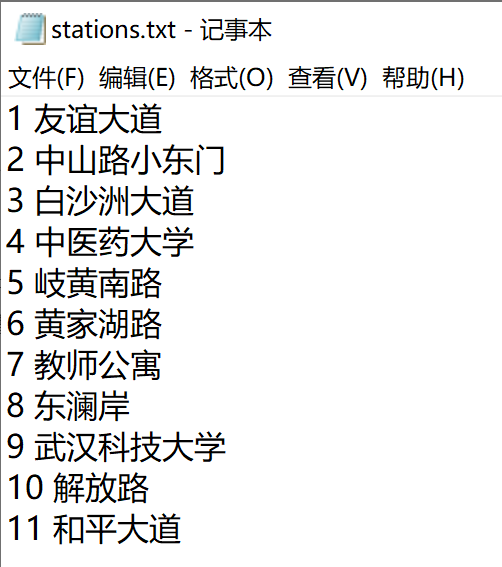 stations.txt - 记事本
文件(F) 编辑(E) 格式(O) 查看(V) 帮助(H)
1 友谊大道
2 中山路小东门
3 白沙洲大道
4 中医药大学
5 岐黄南路
6 黄家湖路
7 教师公寓
8 东澜岸
9 武汉科技大学
10 解放路
11 和平大道